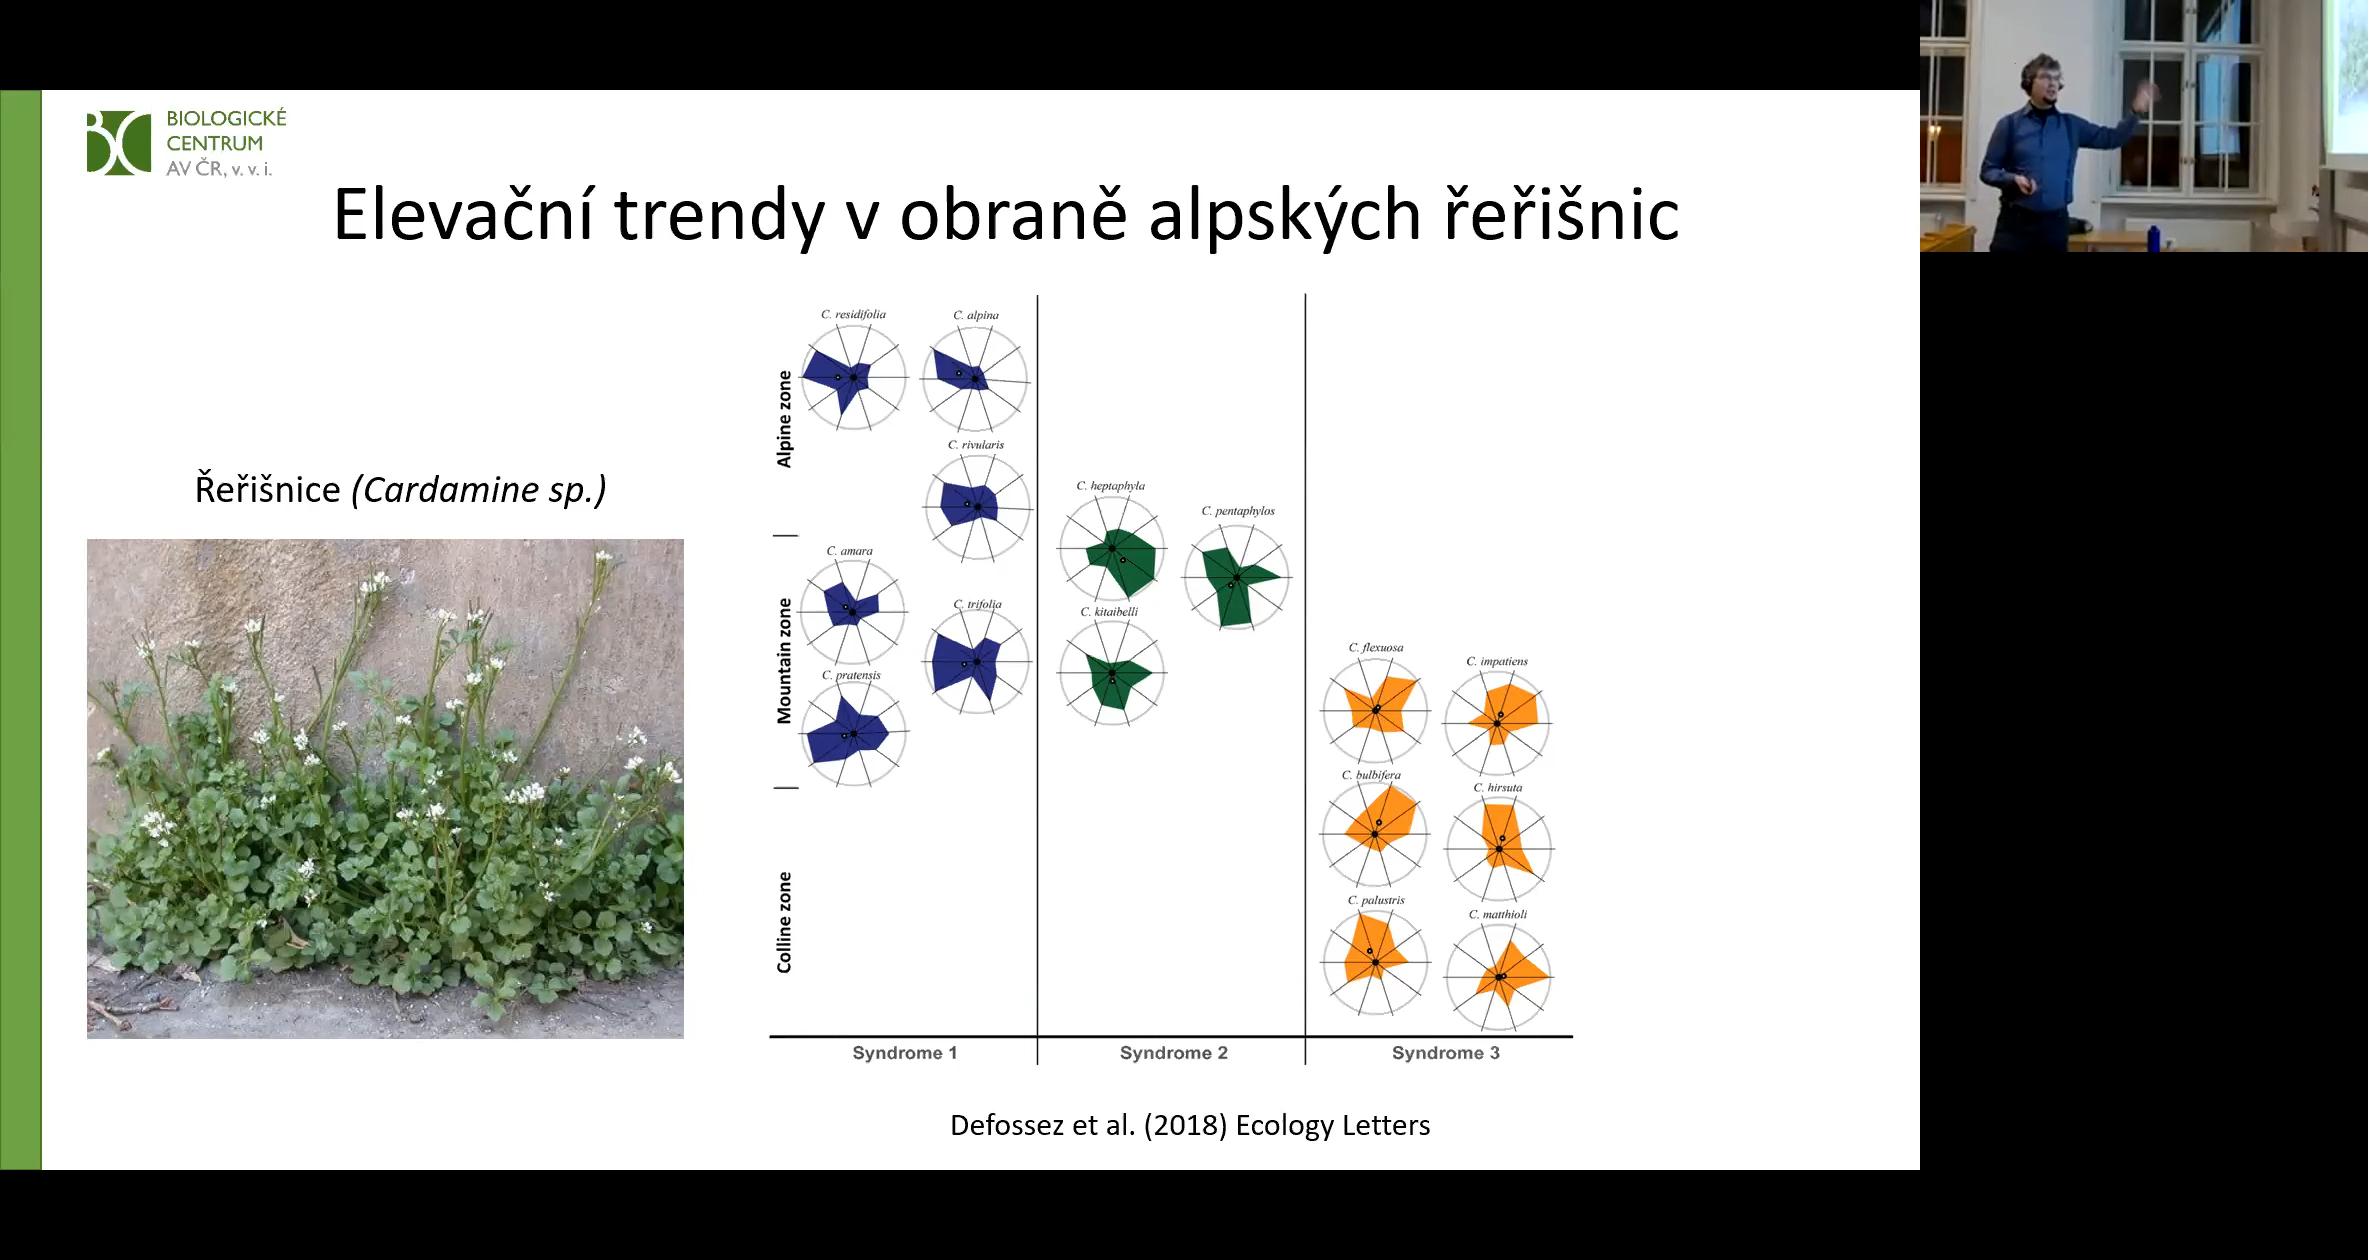 BIOLOGICKÉ
CENTRUM
AV ČR, v. v. i.
Elevační trendy v obraně alpských řeřišnic
Řeřišnice (Cardamine sp.)
Alpine zone
Mountain zone
Colline zone
C. residifolia
C. alpina
C. rivularis
C. amara
C. trifolia
C. pratensis
C. heptaphyla
C. pentaphylos
C. kitaibelli
C. flexuosa
C. impatiens
C. bulbifera
C. hirsuta
C. palustris
C. matthioli
Syndrome 1
Syndrome 2
Syndrome 3
Defossez et al. (2018) Ecology Letters